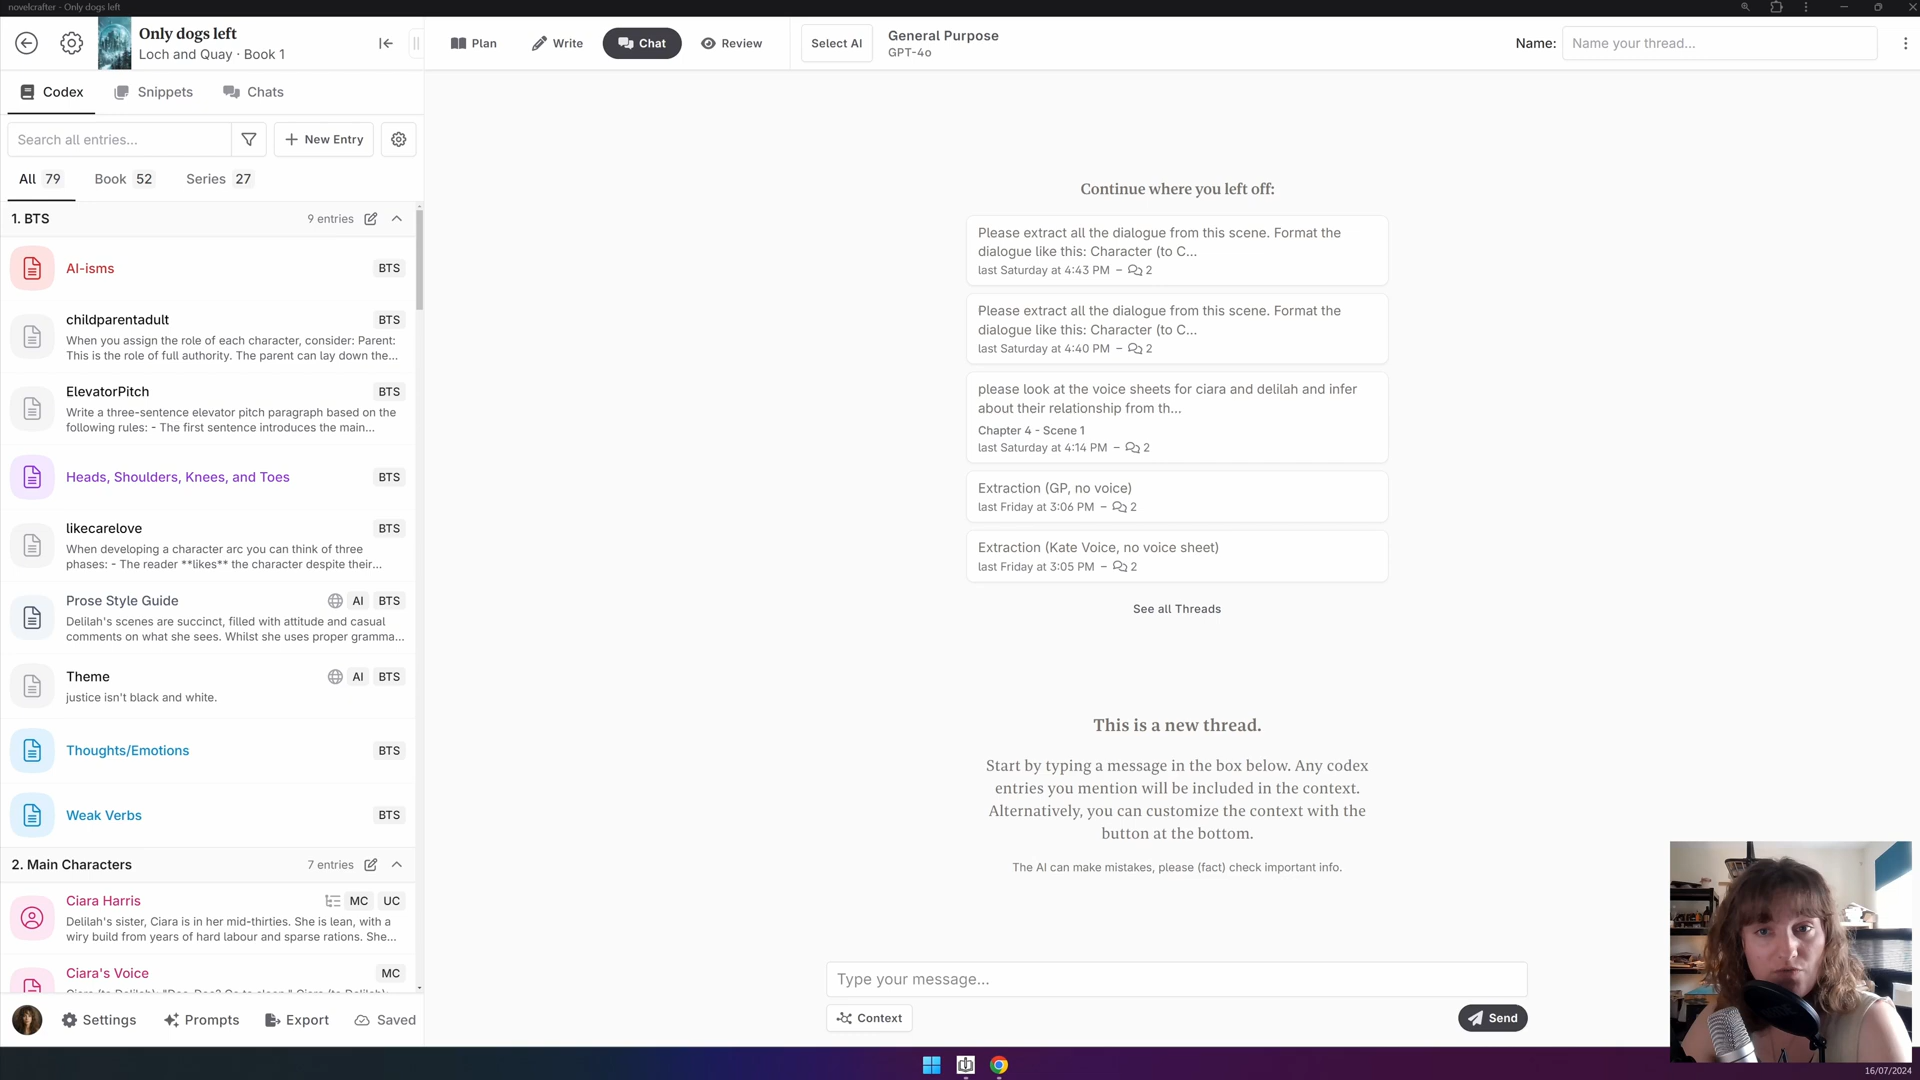 novelcrafter - Only dogs left
Only dogs left
Loch and Quay · Book 1
Plan
Write
Chat
Review
Select AI
General Purpose
GPT-4o
Name:
Name your thread...
Codex
Snippets
Chats
Search all entries...
New Entry
All 79
Book 52
Series 27
1. BTS
9 entries
AI-isms
BTS
childparentadult
BTS
When you assign the role of each character, consider: Parent:
This is the role of full authority. The parent can lay down the...
ElevatorPitch
BTS
Write a three-sentence elevator pitch paragraph based on the
following rules: - The first sentence introduces the main...
Heads, Shoulders, Knees, and Toes
BTS
likecarelove
BTS
When developing a character arc you can think of three
phases: - The reader **likes** the character despite their...
Prose Style Guide
AI BTS
Delilah's scenes are succinct, filled with attitude and casual
comments on what she sees. Whilst she uses proper gramma...
Theme
AI BTS
justice isn't black and white.
Thoughts/Emotions
BTS
Weak Verbs
BTS
2. Main Characters
7 entries
Ciara Harris
MC UC
Delilah's sister, Ciara is in her mid-thirties. She is lean, with a
wiry build from years of hard labour and sparse rations. She...
Ciara's Voice
MC
Settings
Prompts
Export
Saved
Continue where you left off:
Please extract all the dialogue from this scene. Format the
dialogue like this: Character (to C...
last Saturday at 4:43 PM – 2
Please extract all the dialogue from this scene. Format the
dialogue like this: Character (to C...
last Saturday at 4:40 PM – 2
please look at the voice sheets for ciara and delilah and infer
about their relationship from th...
Chapter 4 - Scene 1
last Saturday at 4:14 PM – 2
Extraction (GP, no voice)
last Friday at 3:06 PM – 2
Extraction (Kate Voice, no voice sheet)
last Friday at 3:05 PM – 2
See all Threads
This is a new thread.
Start by typing a message in the box below. Any codex
entries you mention will be included in the context.
Alternatively, you can customize the context with the
button at the bottom.
The AI can make mistakes, please (fact) check important info.
Type your message...
Context
Send
16/07/2024